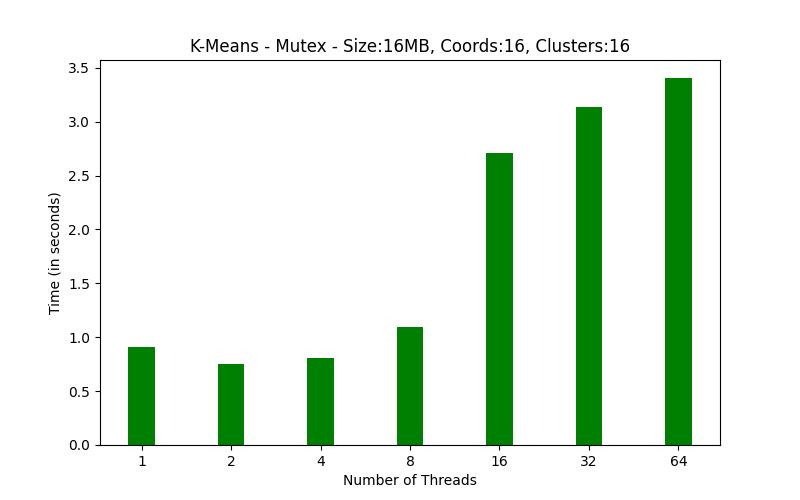 K-Means - Mutex - Size:16MB, Coords:16, Clusters:16
3.5
3.0
2.5
2.0
1.5
1.0
0.5
0.0
Time (in seconds)
1 2 4 8 16 32 64
Number of Threads